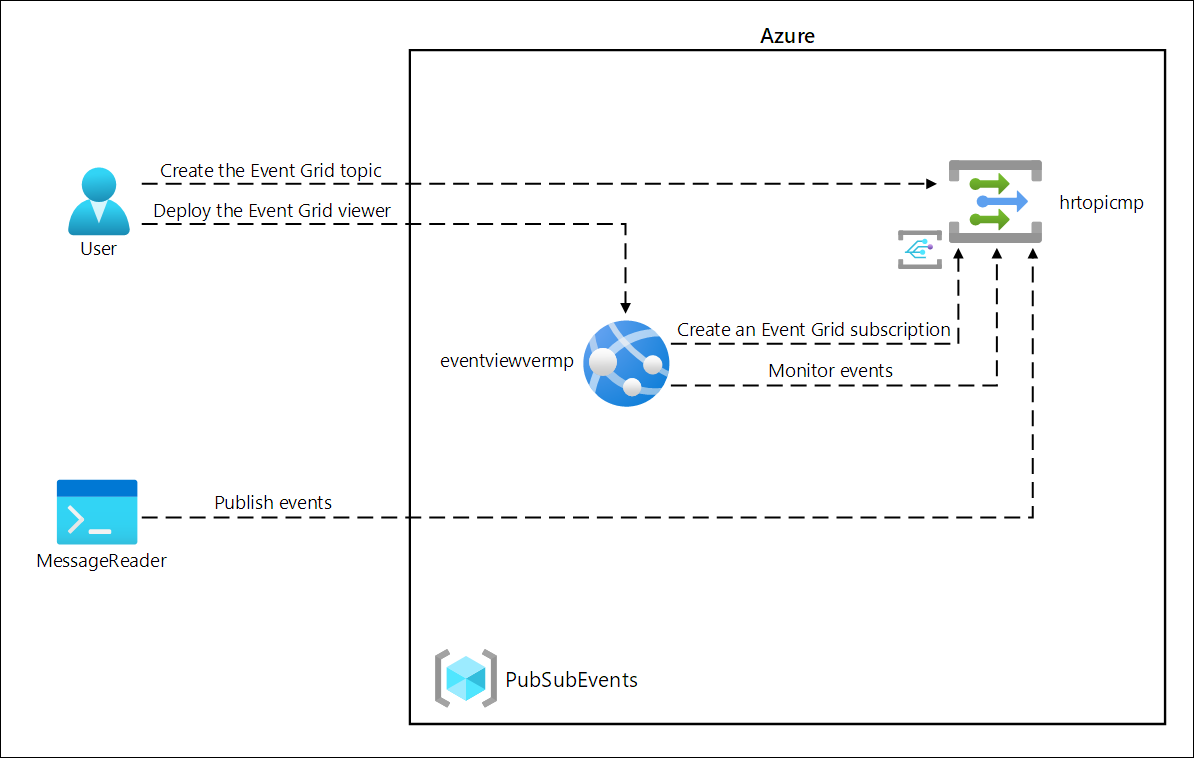 Azure
Create the Event Grid topic
Deploy the Event Grid viewer
User
hrtopicmp
Create an Event Grid subscription
eventviewvermp
Monitor events
Publish events
MessageReader
PubSubEvents